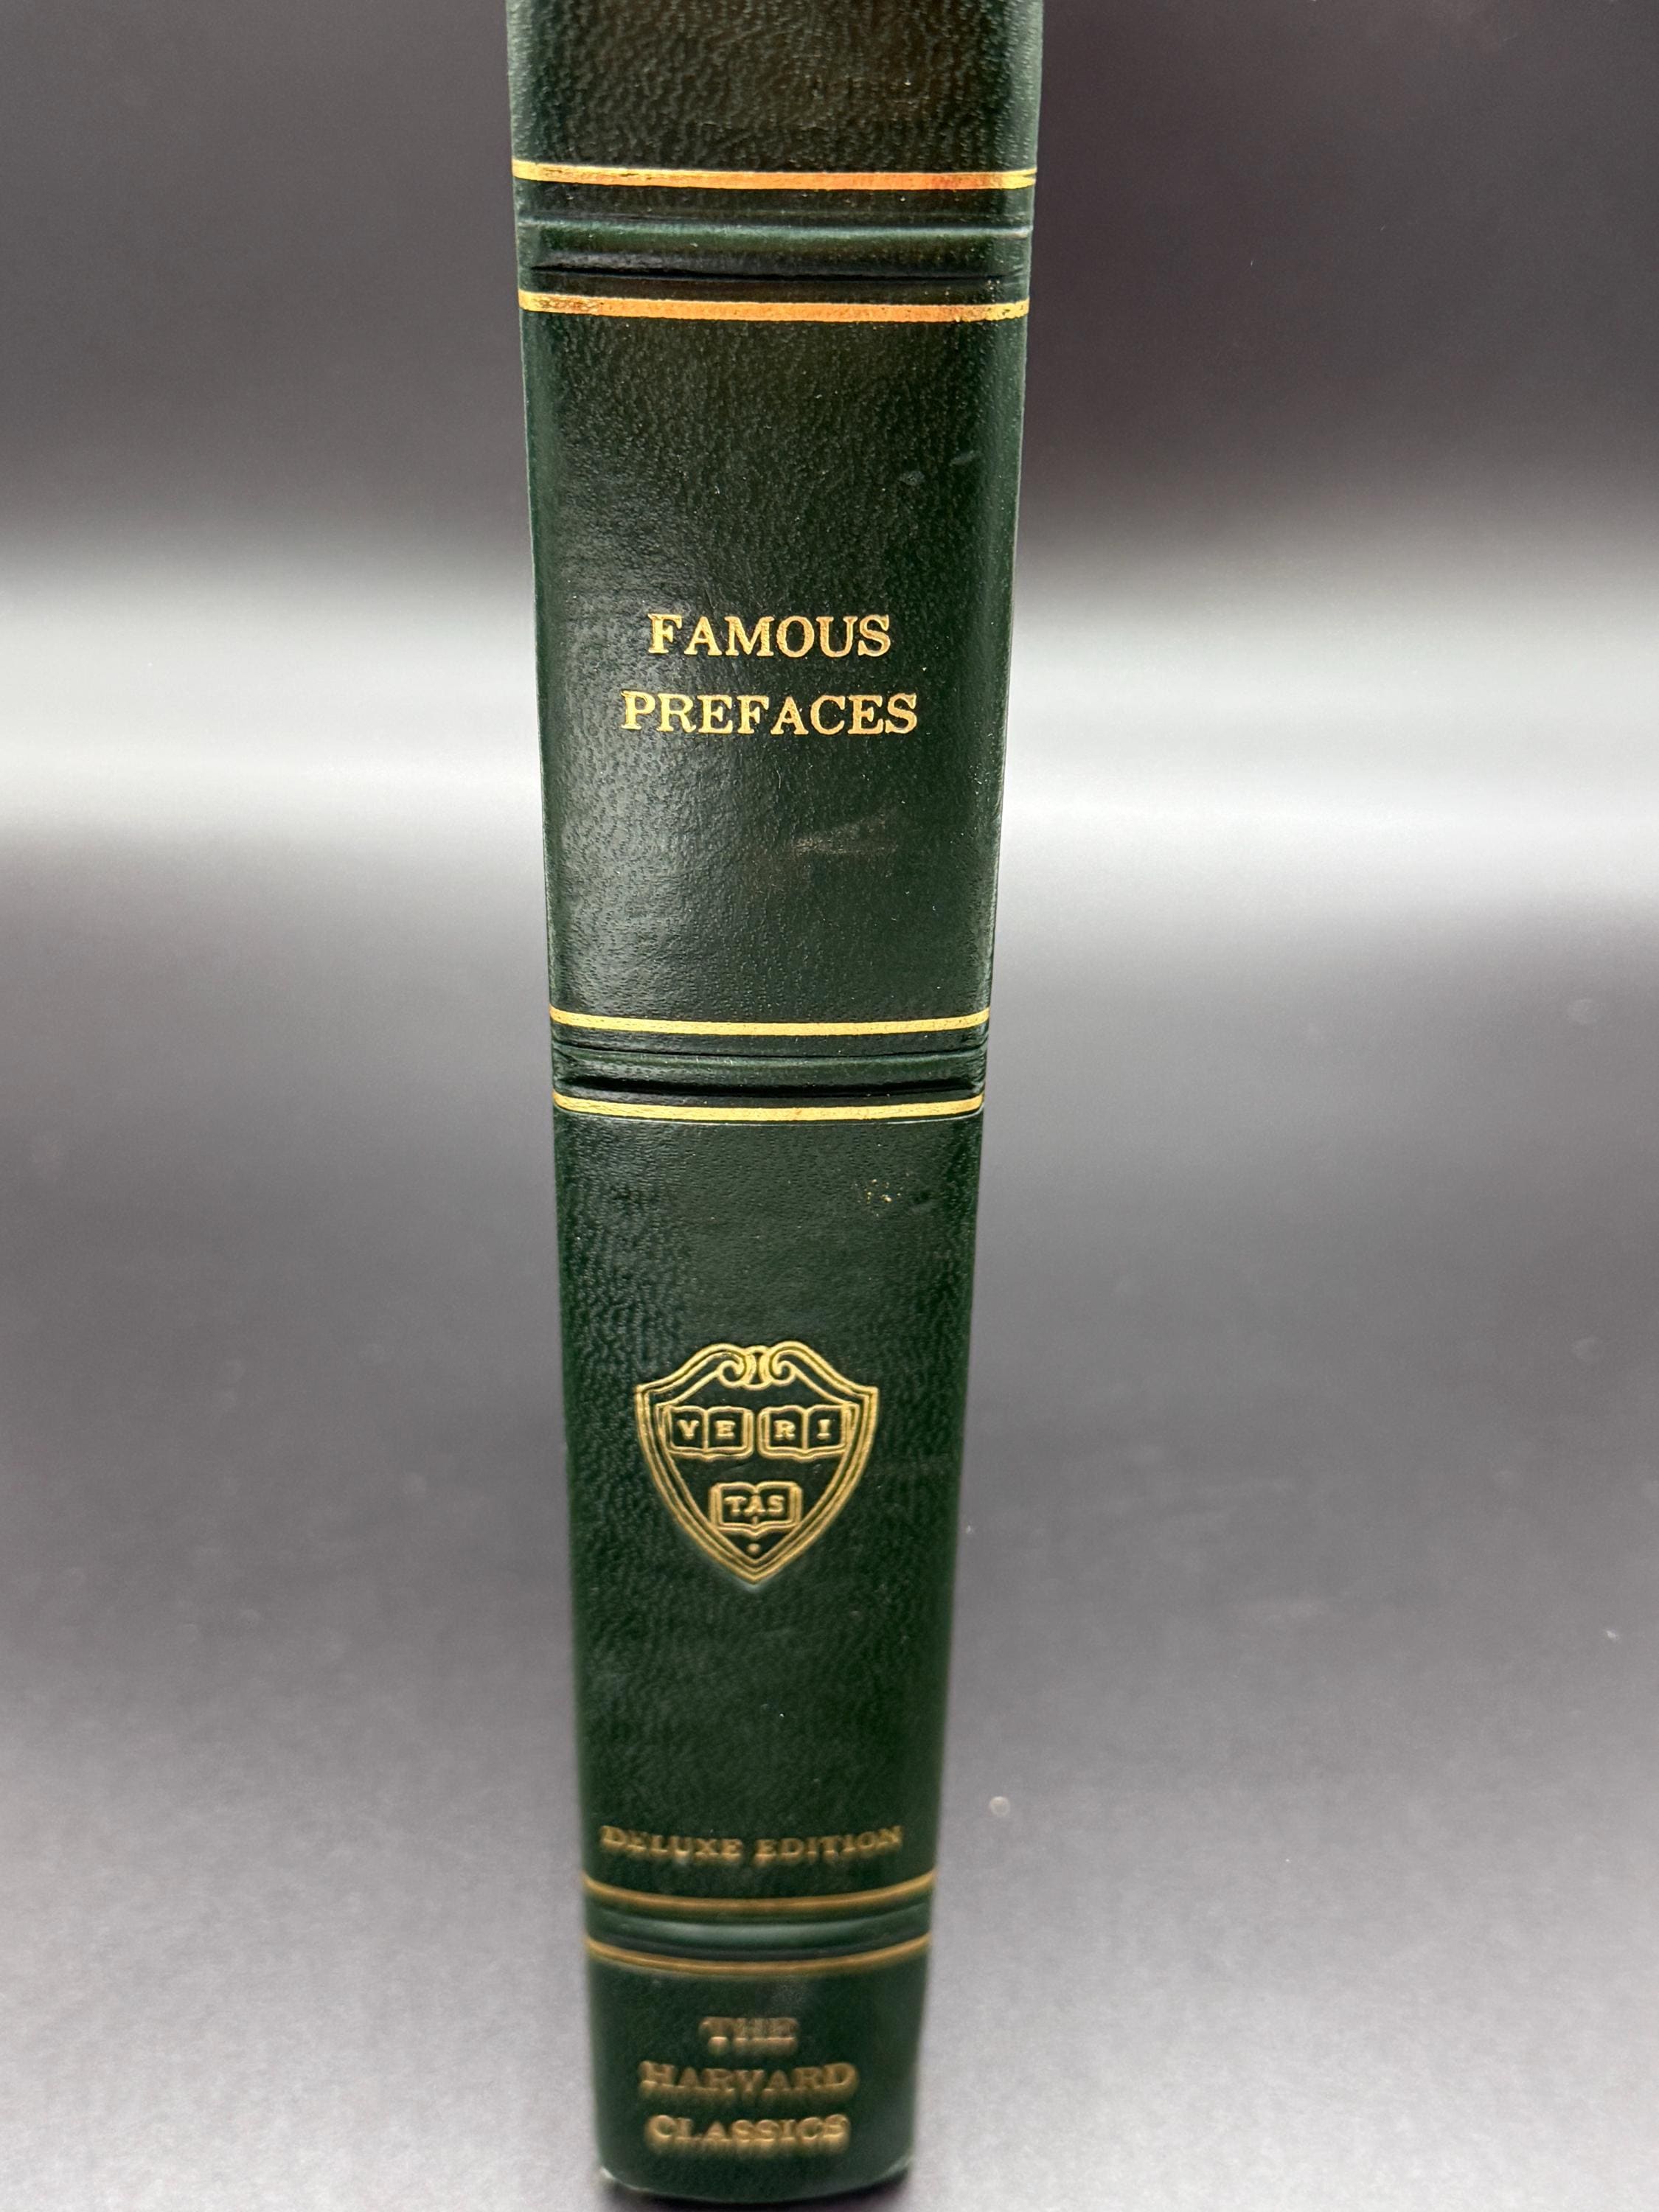 FAMOUS
PREFACES
VE RI
TAS
DELUXE EDITION
THE
HARVARD
CLASSICS